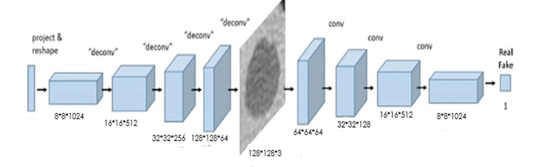 project &
reshape
"deconv"
"deconv"
"deconv"
"deconv"
conv
conv
conv
Real
Fake
8*8*1024
16*16*512
32*32*256
128*128*64
128*128*3
64*64*64
32*32*128
16*16*512
8*8*1024
1